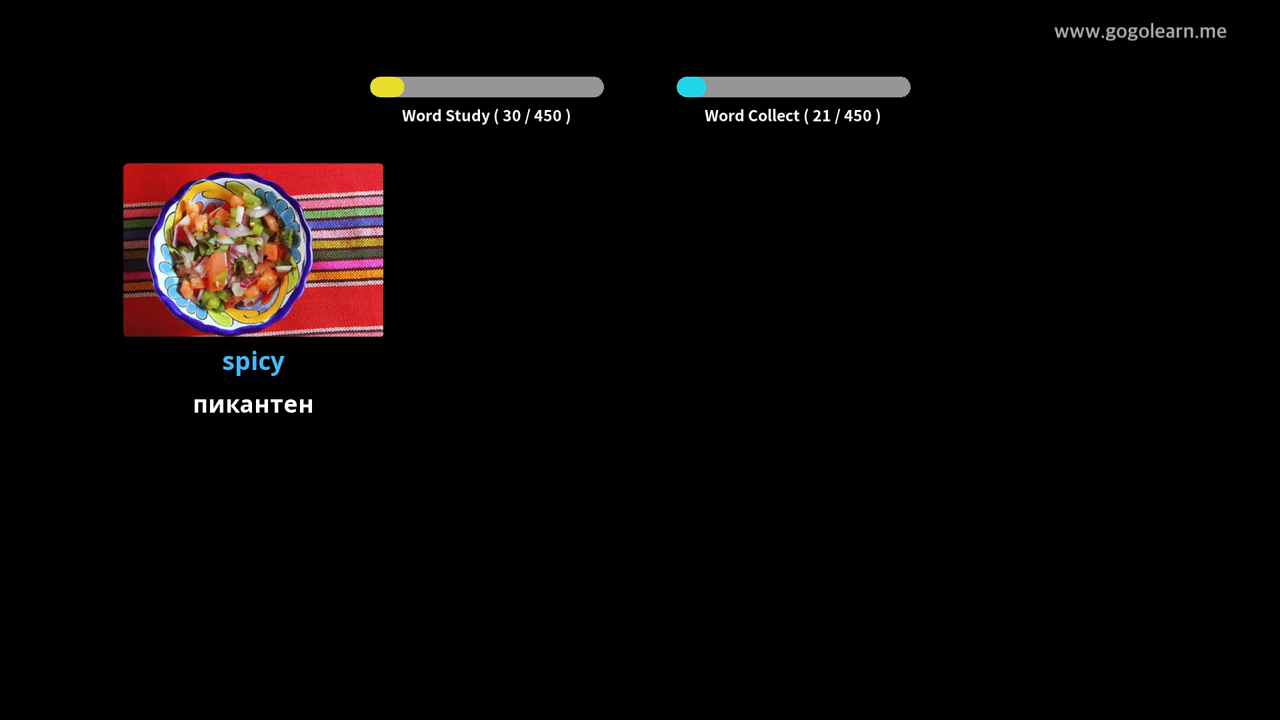 www.gogolearn.me
Word Study ( 30 / 450 )
Word Collect ( 21 / 450 )
spicy
пикантен